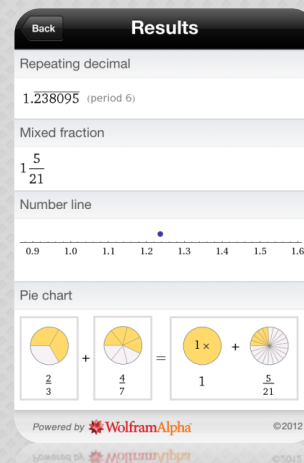 Back Results
Repeating decimal
1.238095 (period 6)
Mixed fraction
1 5/21
Number line
0.9 1.0 1.1 1.2 1.3 1.4 1.5 1.6
Pie chart
1 ×
+ = +
2/3 4/7 1 5/21
Powered by WolframAlpha ©2012